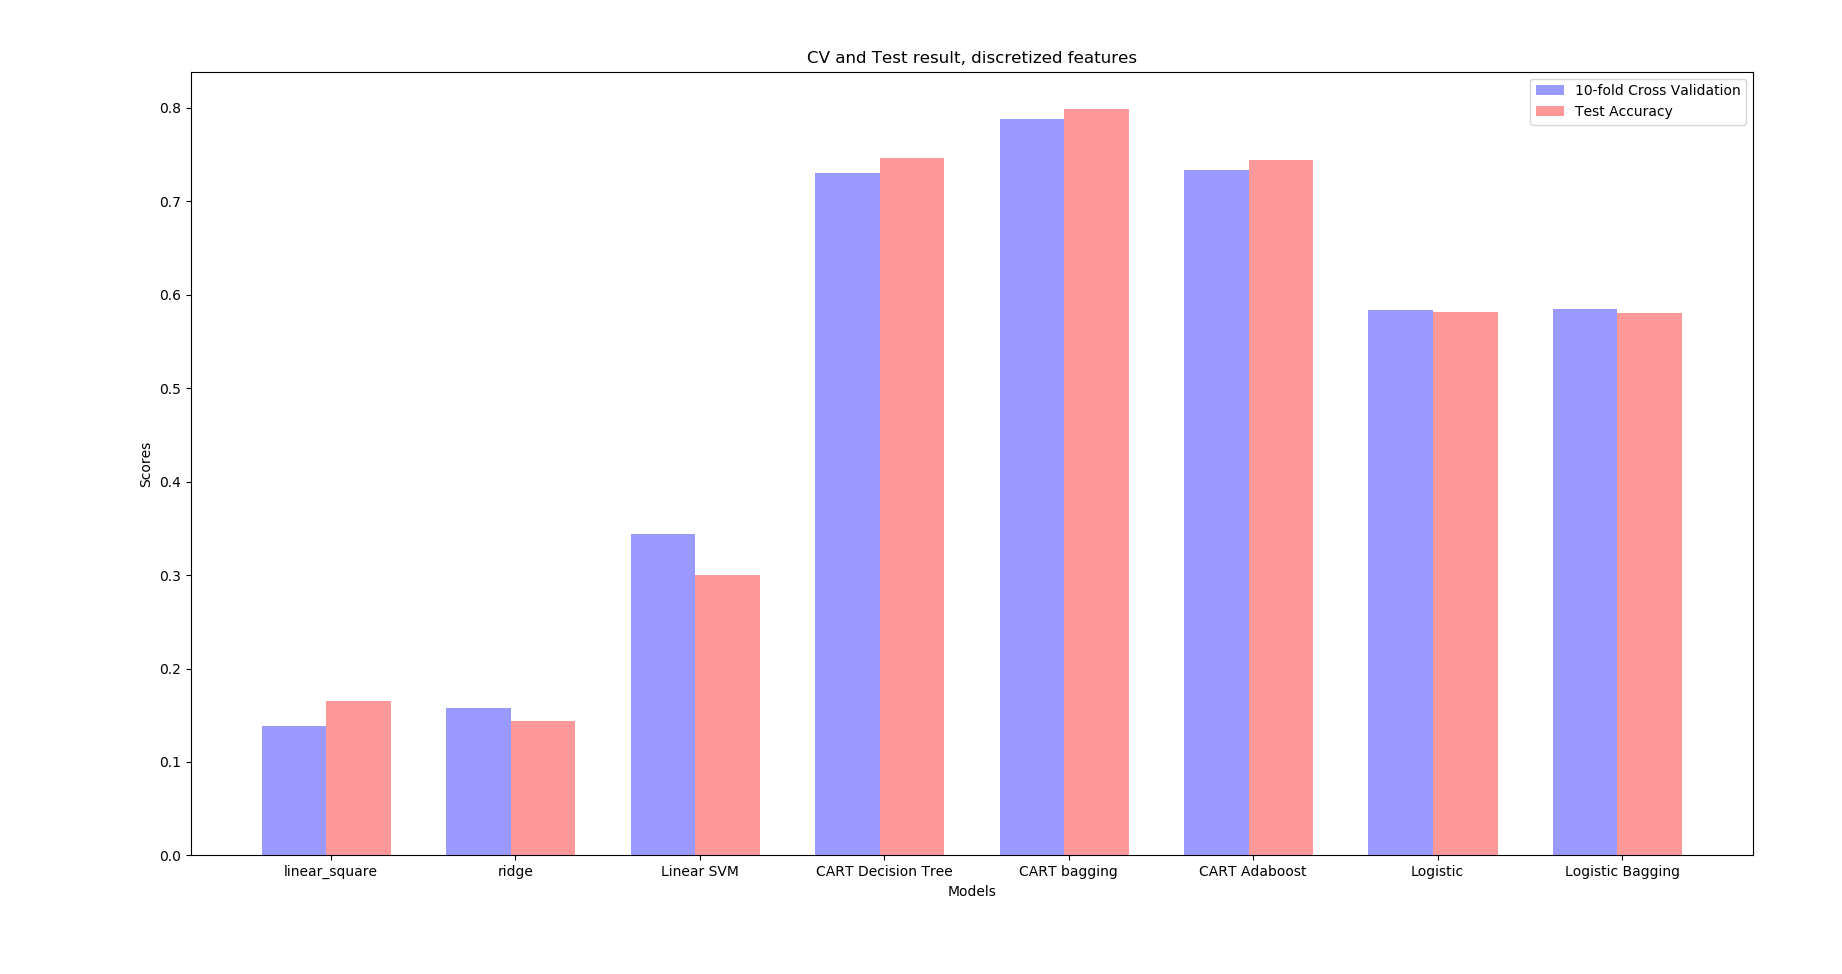 CV and Test result, discretized features
10-fold Cross Validation
Test Accuracy
0.8
0.7
0.6
0.5
0.4
0.3
0.2
0.1
0.0
Scores
linear_square ridge Linear SVM CART Decision Tree CART bagging CART Adaboost Logistic Logistic Bagging
Models